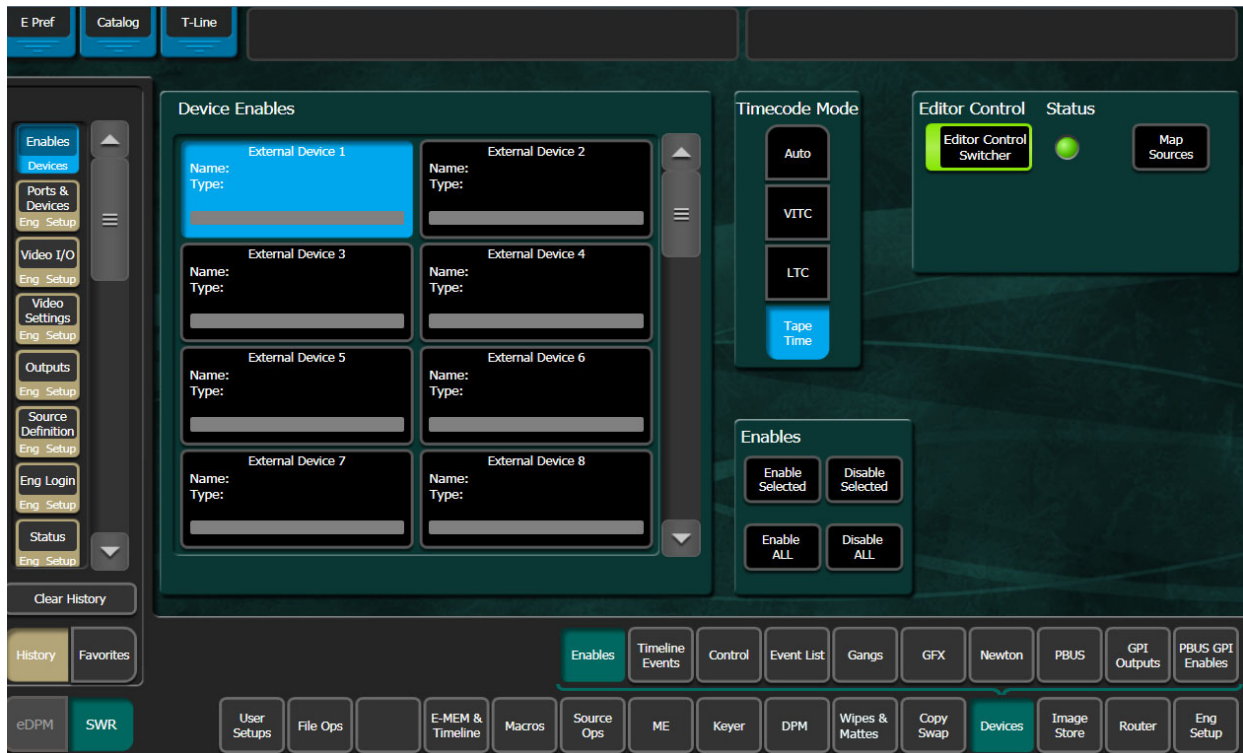 E Pref
Catalog
T-Line
Enables
Devices
Ports &
Devices
Eng Setup
Video I/O
Eng Setup
Video
Settings
Eng Setup
Outputs
Eng Setup
Source
Definition
Eng Setup
Eng Login
Eng Setup
Status
Eng Setup
Clear History
History
Favorites
Device Enables
External Device 1
Name:
Type:
External Device 2
Name:
Type:
External Device 3
Name:
Type:
External Device 4
Name:
Type:
External Device 5
Name:
Type:
External Device 6
Name:
Type:
External Device 7
Name:
Type:
External Device 8
Name:
Type:
Timecode Mode
Auto
VITC
LTC
Tape
Time
Enables
Enable
Selected
Disable
Selected
Enable
ALL
Disable
ALL
Editor Control
Status
Editor Control
Switcher
Map
Sources
Enables
Timeline
Events
Control
Event List
Gangs
GFX
Newton
PBUS
GPI
Outputs
PBUS GPI
Enables
eDPM
SWR
User
Setups
File Ops
E-MEM &
Timeline
Macros
Source
Ops
ME
Keyer
DPM
Wipes &
Mattes
Copy
Swap
Devices
Image
Store
Router
Eng
Setup